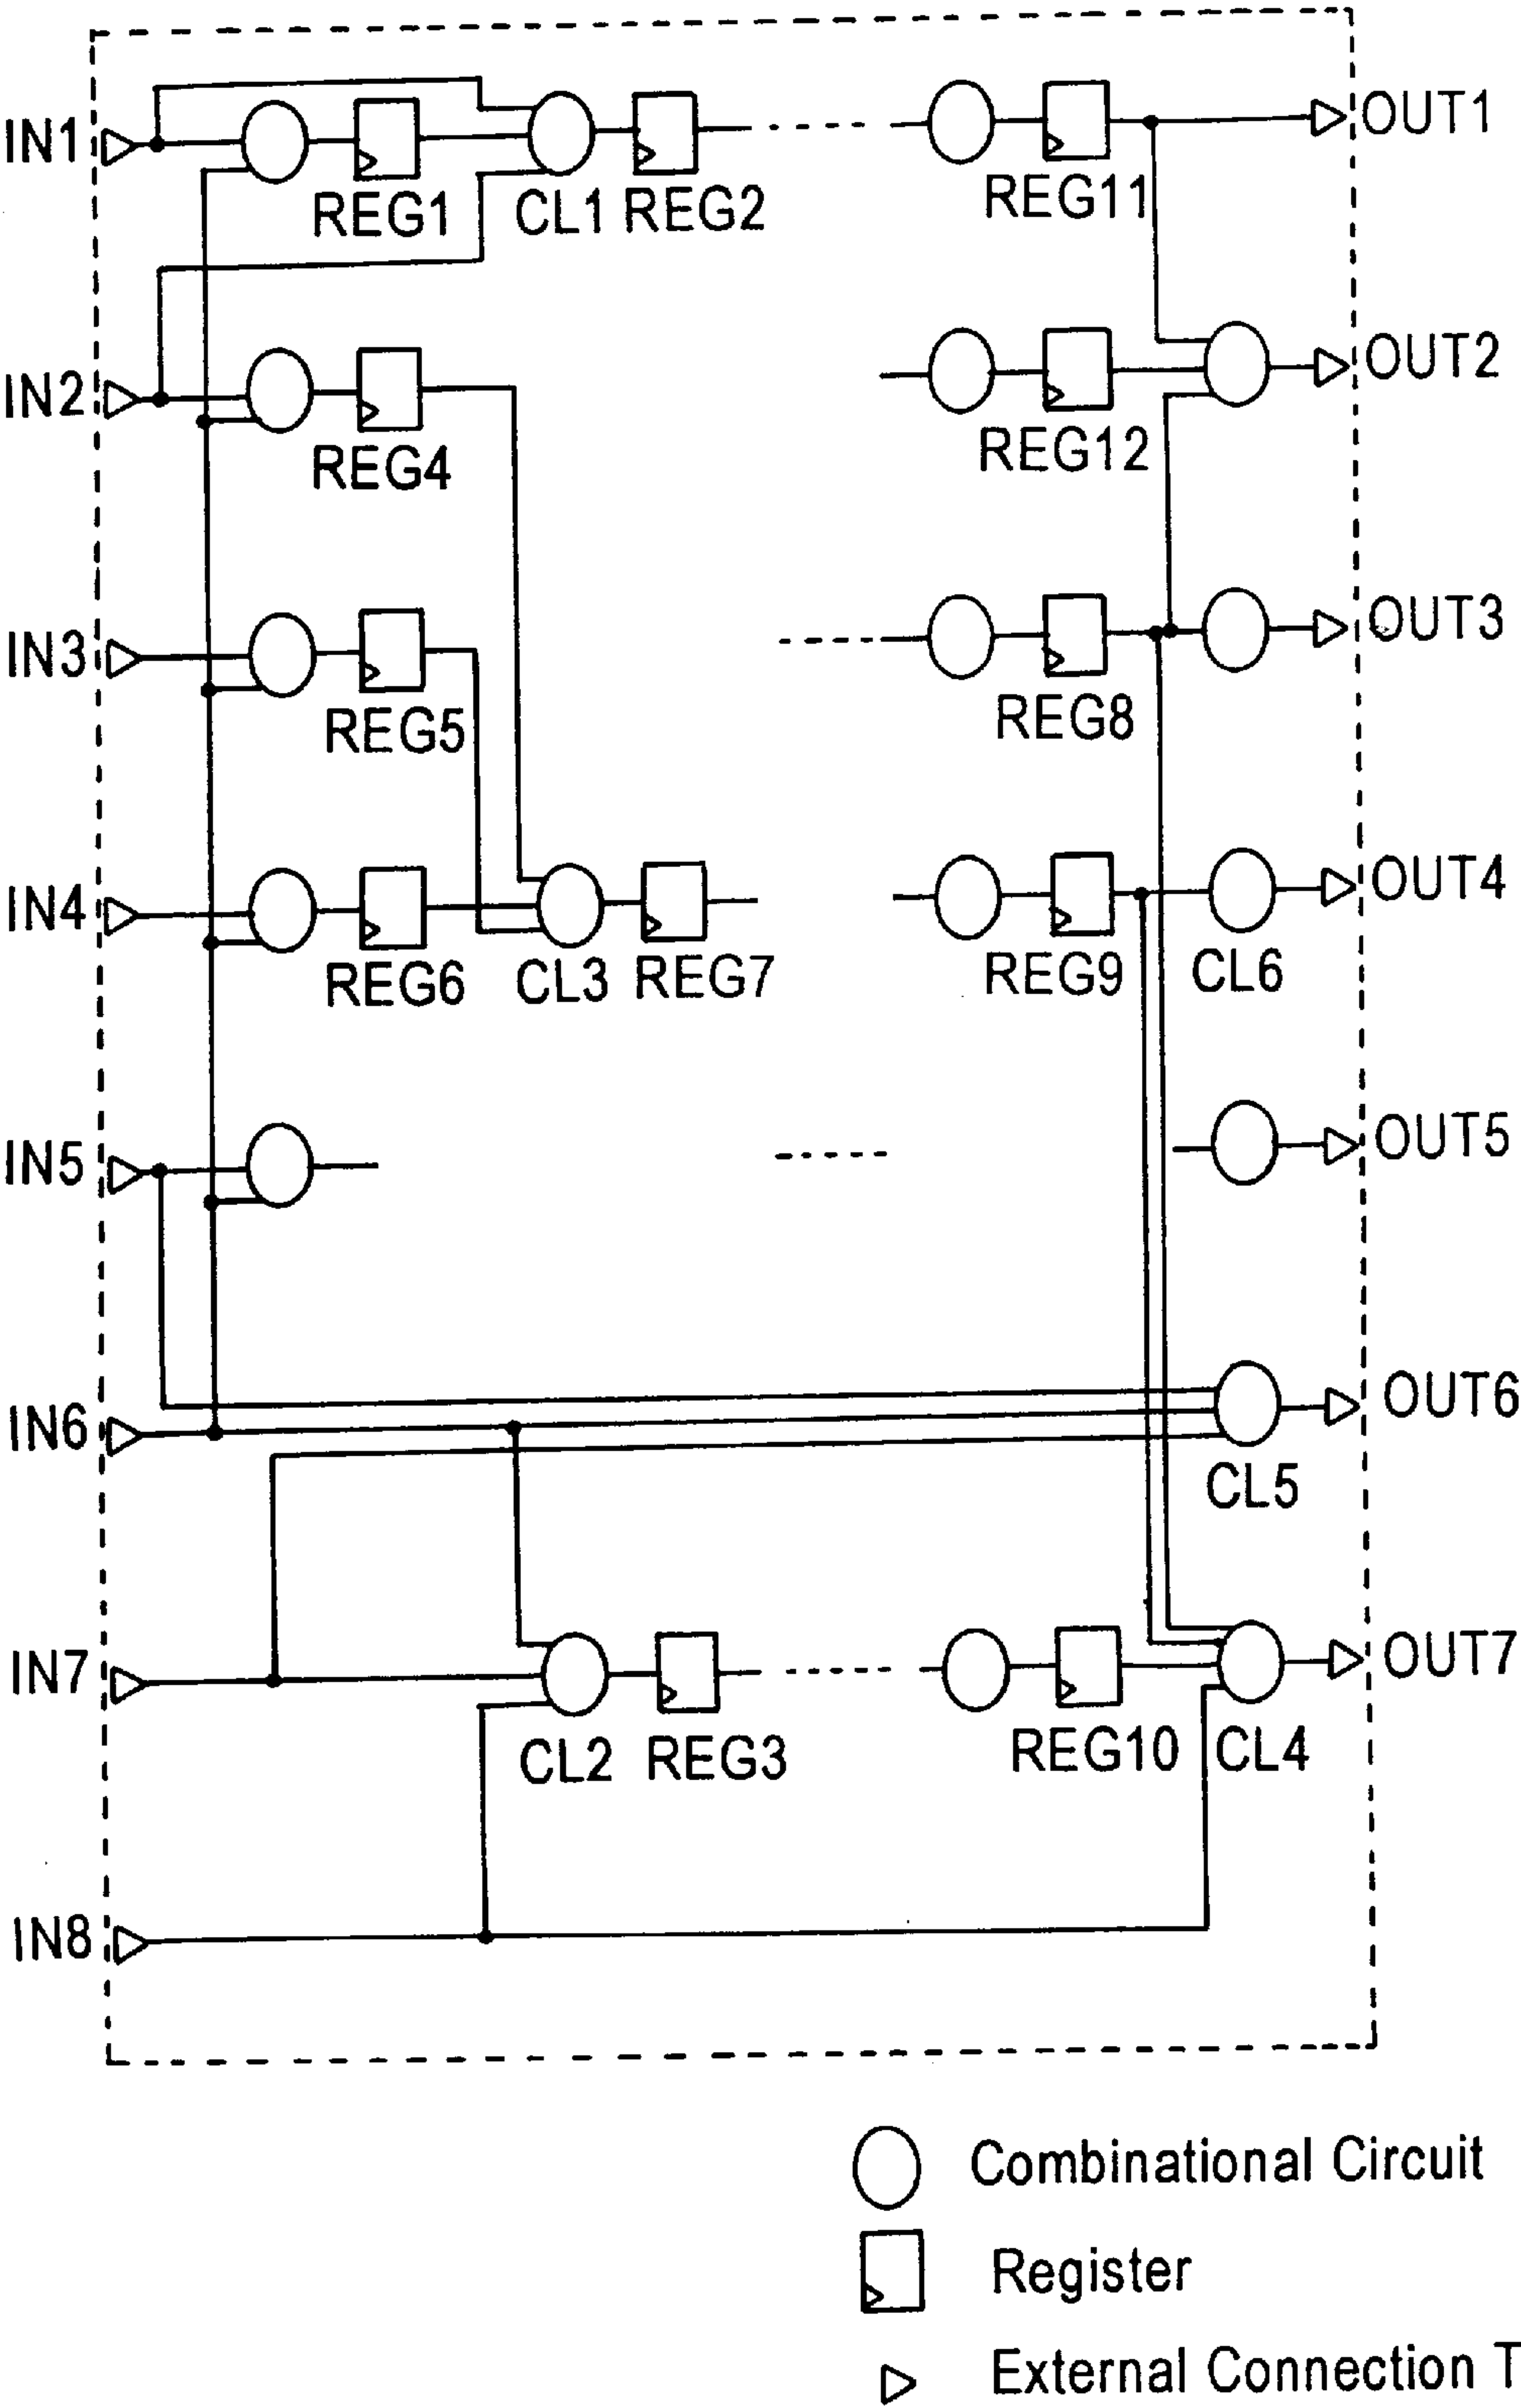 IN1
OUT1
REG1
CL1
REG2
REG11
IN2
OUT2
REG4
REG12
IN3
OUT3
REG5
REG8
IN4
OUT4
REG6
CL3
REG7
REG9
CL6
IN5
OUT5
IN6
OUT6
CL5
IN7
OUT7
CL2
REG3
REG10
CL4
IN8
Combinational Circuit
Register
External Connection T